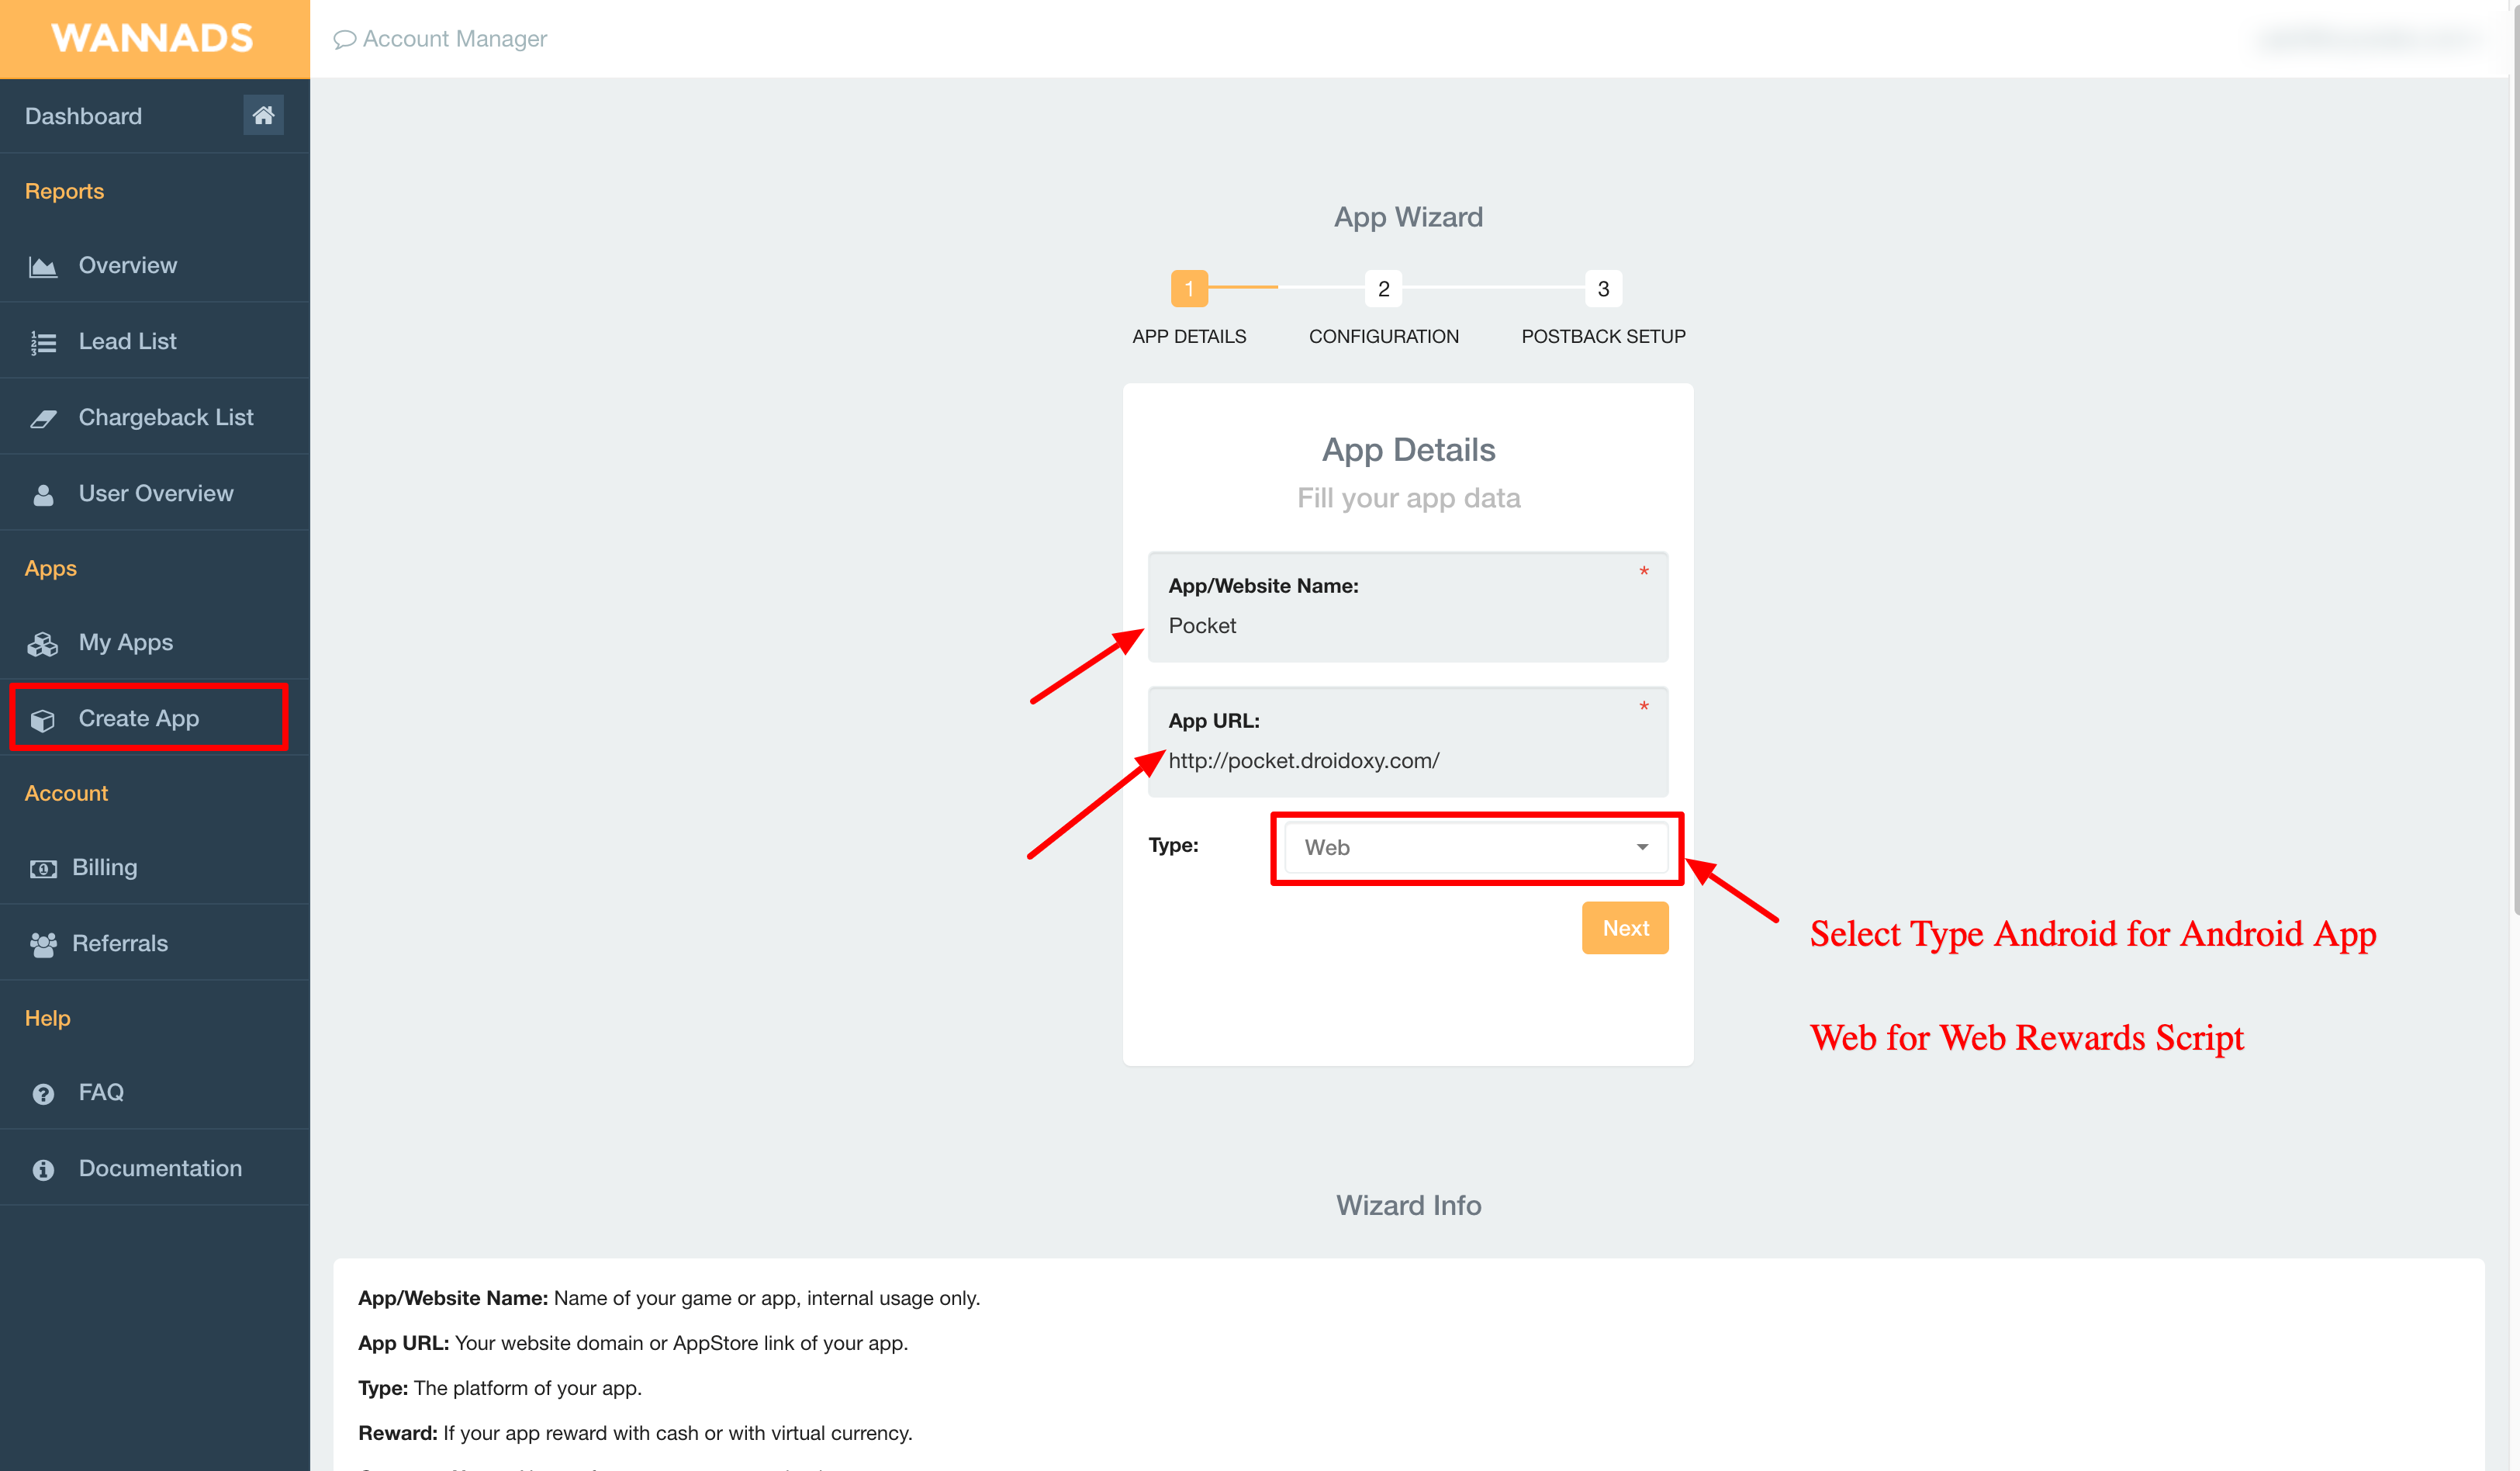 WANNADS
Account Manager
Dashboard
Reports
Overview
Lead List
Chargeback List
User Overview
Apps
My Apps
Create App
Account
Billing
Referrals
Help
FAQ
Documentation
App Wizard
1 2 3
APP DETAILS CONFIGURATION POSTBACK SETUP
App Details
Fill your app data
App/Website Name: *
Pocket
App URL: *
http://pocket.droidoxy.com/
Type: Web
Next
Select Type Android for Android App
Web for Web Rewards Script
Wizard Info
App/Website Name: Name of your game or app, internal usage only.
App URL: Your website domain or AppStore link of your app.
Type: The platform of your app.
Reward: If your app reward with cash or with virtual currency.